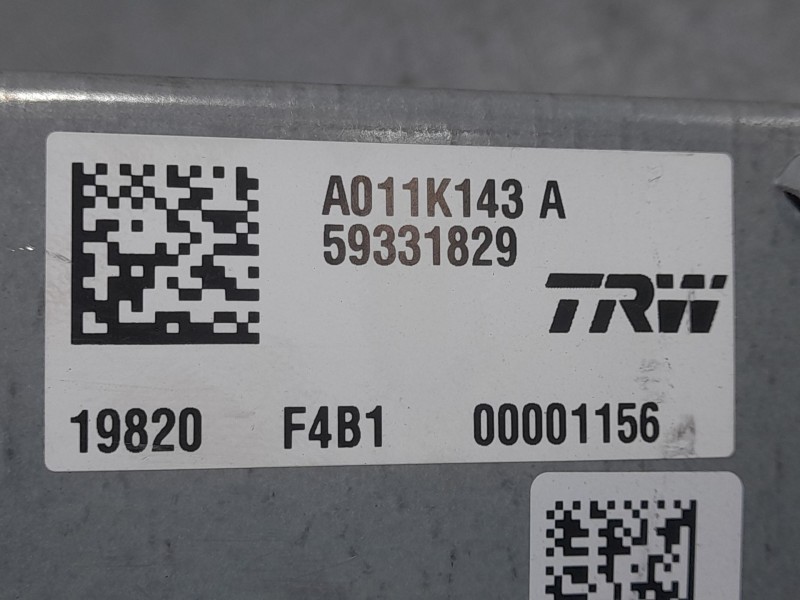 A011K143 A
59331829
TRW
19820 F4B1 00001156